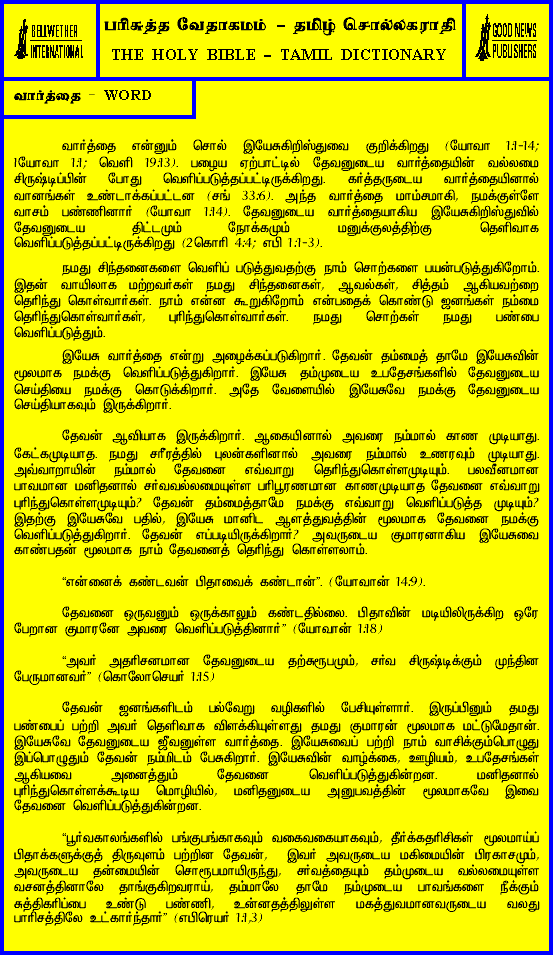 BELLWETHER
INTERNATIONAL
பரிசுத்த வேதாகமம் – தமிழ் சொல்லகராதி
THE HOLY BIBLE – TAMIL DICTIONARY
GOOD NEWS
PUBLISHERS
வார்த்தை - WORD
வார்த்தை என்னும் சொல் இயேசுகிறிஸ்துவை குறிக்கிறது (யோவா 1:1-14;
1யோவா 1:1; வெளி 19:13). பழைய ஏற்பாட்டில் தேவனுடைய வார்த்தையின் வல்லமை
சிருஷ்டிப்பின் போது வெளிப்படுத்தப்பட்டிருக்கிறது. கர்த்தருடைய வார்த்தையினால்
வானங்கள் உண்டாக்கப்பட்டன (சங் 33:6). அந்த வார்த்தை மாம்சமாகி, நமக்குள்ளே
வாசம் பண்ணினார் (யோவா 1:14). தேவனுடைய வார்த்தையாகிய இயேசுகிறிஸ்துவில்
தேவனுடைய திட்டமும் நோக்கமும் மனுக்குலத்திற்கு தெளிவாக
வெளிப்படுத்தப்பட்டிருக்கிறது (2கொரி 4:4; எபி 1:1-3).
நமது சிந்தனைகளை வெளிப் படுத்துவதற்கு நாம் சொற்களை பயன்படுத்துகிறோம்.
இதன் வாயிலாக மற்றவர்கள் நமது சிந்தனைகள், ஆவல்கள், சித்தம் ஆகியவற்றை
தெரிந்து கொள்வார்கள். நாம் என்ன கூறுகிறோம் என்பதைக் கொண்டு ஜனங்கள் நம்மை
தெரிந்துகொள்வார்கள், புரிந்துகொள்வார்கள். நமது சொற்கள் நமது பண்பை
வெளிப்படுத்தும்.
இயேசு வார்த்தை என்று அழைக்கப்படுகிறார். தேவன் தம்மைத் தாமே இயேசுவின்
மூலமாக நமக்கு வெளிப்படுத்துகிறார். இயேசு தம்முடைய உபதேசங்களில் தேவனுடைய
செய்தியை நமக்கு கொடுக்கிறார். அதே வேளையில் இயேசுவே நமக்கு தேவனுடைய
செய்தியாகவும் இருக்கிறார்.
தேவன் ஆவியாக இருக்கிறார். ஆகையினால் அவரை நம்மால் காண முடியாது.
கேட்கமுடியாத. நமது சரீரத்தில் புலன்களினால் அவரை நம்மால் உணரவும் முடியாது.
அவ்வாறாயின் நம்மால் தேவனை எவ்வாறு தெரிந்துகொள்ளமுடியும். பலவீனமான
பாவமான மனிதனால் சர்வவல்லமையுள்ள பரிபூரணமான காணமுடியாத தேவனை எவ்வாறு
புரிந்துகொள்ளமுடியும்? தேவன் தம்மைத்தாமே நமக்கு எவ்வாறு வெளிப்படுத்த முடியும்?
இதற்கு இயேசுவே பதில், இயேசு மானிட ஆளத்துவத்தின் மூலமாக தேவனை நமக்கு
வெளிப்படுத்துகிறார். தேவன் எப்படியிருக்கிறார்? அவருடைய குமாரனாகிய இயேசுவை
காண்பதன் மூலமாக நாம் தேவனைத் தெரிந்து கொள்ளலாம்.
“என்னைக் கண்டவன் பிதாவைக் கண்டான்”. (யோவான் 14:9).
தேவனை ஒருவனும் ஒருக்காலும் கண்டதில்லை. பிதாவின் மடியிலிருக்கிற ஒரே
பேறான குமாரனே அவரை வெளிப்படுத்தினார்” (யோவான் 1:18)
“அவர் அதரிசனமான தேவனுடைய தற்சுரூபமும், சர்வ சிருஷ்டிக்கும் முந்தின
பேருமானவர்” (கொலோசெயர் 1:15)
தேவன் ஜனங்களிடம் பல்வேறு வழிகளில் பேசியுள்ளார். இருப்பினும் தமது
பண்பைப் பற்றி அவர் தெளிவாக விளக்கியுள்ளது தமது குமாரன் மூலமாக மட்டுமேதான்.
இயேசுவே தேவனுடைய ஜீவனுள்ள வார்த்தை. இயேசுவைப் பற்றி நாம் வாசிக்கும்பொழுது
இப்பொழுதும் தேவன் நம்மிடம் பேசுகிறார். இயேசுவின் வாழ்க்கை, ஊழியம், உபதேசங்கள்
ஆகியவை அனைத்தும் தேவனை வெளிப்படுத்துகின்றன. மனிதனால்
புரிந்துகொள்ளக்கூடிய மொழியில், மனிதனுடைய அனுபவத்தின் மூலமாகவே இவை
தேவனை வெளிப்படுத்துகின்றன.
“பூர்வகாலங்களில் பங்குபங்காகவும் வகைவகையாகவும், தீர்க்கதரிசிகள் மூலமாய்ப்
பிதாக்களுக்குத் திருவுளம் பற்றின தேவன், இவர் அவருடைய மகிமையின் பிரகாசமும்,
அவருடைய தன்மையின் சொரூபமாயிருந்து, சர்வத்தையும் தம்முடைய வல்லமையுள்ள
வசனத்தினாலே தாங்குகிறவராய், தம்மாலே தாமே நம்முடைய பாவங்களை நீக்கும்
சுத்திகரிப்பை உண்டு பண்ணி, உன்னதத்திலுள்ள மகத்துவமானவருடைய வலது
பாரிசத்திலே உட்கார்ந்தார்” (எபிரெயர் 1:1,3)